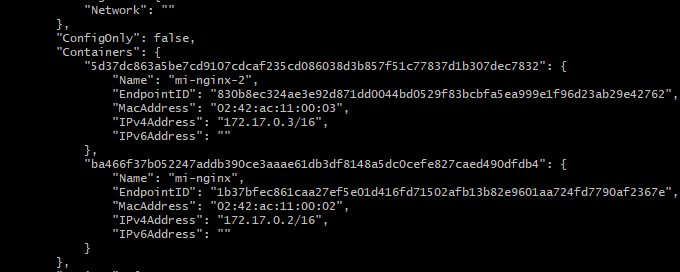 "Network": ""
},
"ConfigOnly": false,
"Containers": {
"5d37dc863a5be7cd9107cdcaf235cd086038d3b857f51c77837d1b307dec7832": {
"Name": "mi-nginx-2",
"EndpointID": "830b8ec324ae3e92d871dd0044bd0529f83bcbfa5ea999e1f96d23ab29e42762",
"MacAddress": "02:42:ac:11:00:03",
"IPv4Address": "172.17.0.3/16",
"IPv6Address": ""
},
"ba466f37b052247addb390ce3aaae61db3df8148a5dc0cefe827caed490dfdb4": {
"Name": "mi-nginx",
"EndpointID": "1b37bfec861caa27ef5e01d416fd71502afb13b82e9601aa724fd7790af2367e",
"MacAddress": "02:42:ac:11:00:02",
"IPv4Address": "172.17.0.2/16",
"IPv6Address": ""
}
},